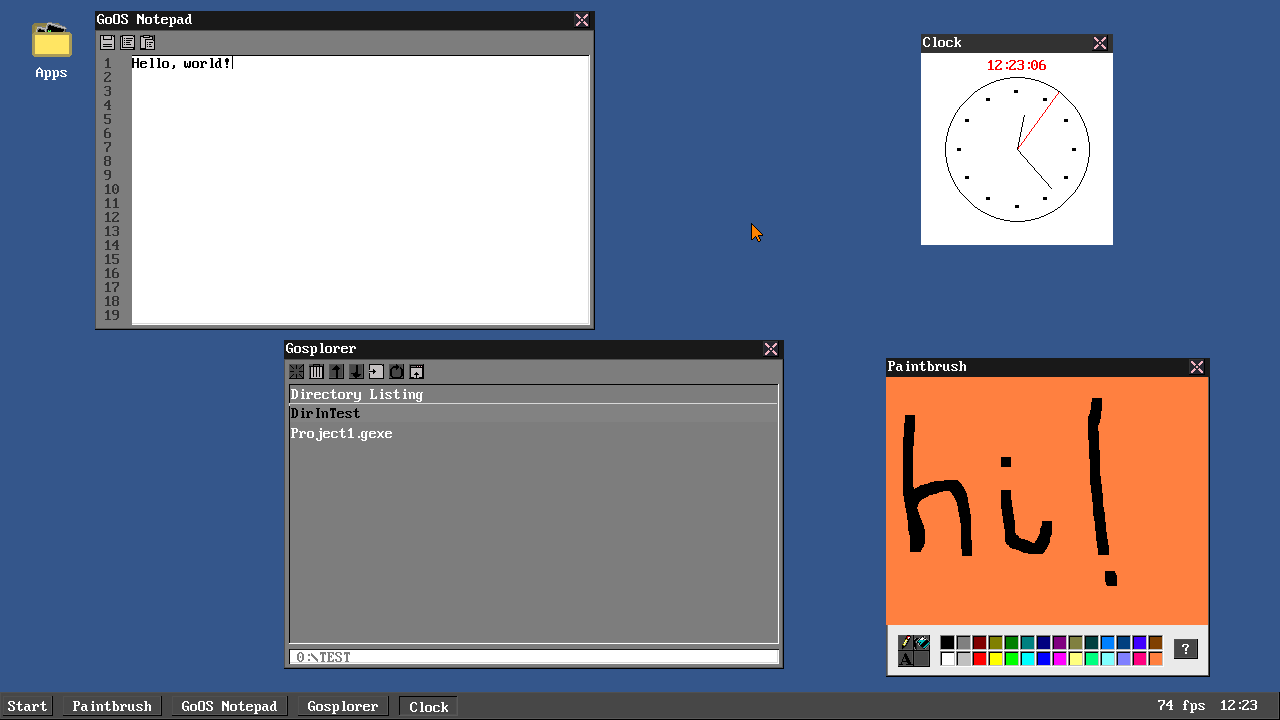 GoOS Notepad
Apps
1 Hello, world!
2
3
4
5
6
7
8
9
10
11
12
13
14
15
16
17
18
19
Clock
12:23:06
Gosplorer
Directory Listing
DirInTest
Project1.gexe
0:\TEST
Paintbrush
hi!
A
?
Start Paintbrush GoOS Notepad Gosplorer Clock 74 fps 12:23